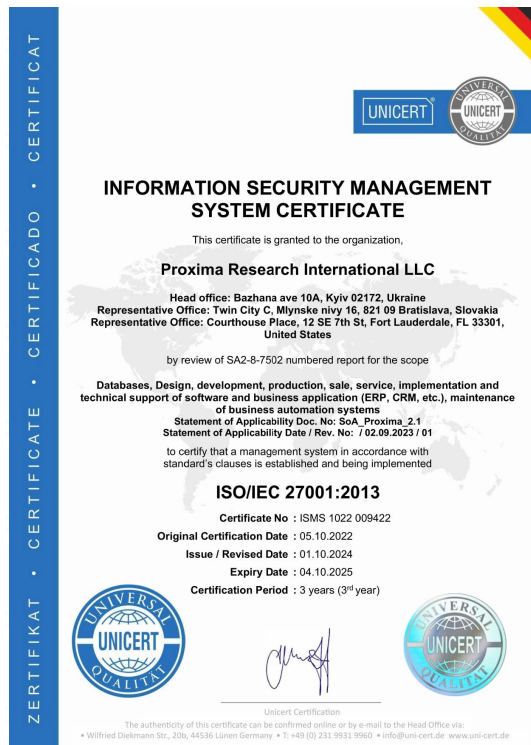 ZERTIFIKAT • CERTIFICATE • CERTIFICADO • CERTIFICAT
UNICERT®
UNIVERSAL
UNICERT
QUALITÄT
INFORMATION SECURITY MANAGEMENT
SYSTEM CERTIFICATE
This certificate is granted to the organization,
Proxima Research International LLC
Head office: Bazhana ave 10A, Kyiv 02172, Ukraine
Representative Office: Twin City C, Mlynske nivy 16, 821 09 Bratislava, Slovakia
Representative Office: Courthouse Place, 12 SE 7th St, Fort Lauderdale, FL 33301,
United States
by review of SA2-8-7502 numbered report for the scope
Databases, Design, development, production, sale, service, implementation and
technical support of software and business application (ERP, CRM, etc.), maintenance
of business automation systems
Statement of Applicability Doc. No: SoA_Proxima_2.1
Statement of Applicability Date / Rev. No: / 02.09.2023 / 01
to certify that a management system in accordance with
standard's clauses is established and being implemented
ISO/IEC 27001:2013
Certificate No : ISMS 1022 009422
Original Certification Date : 05.10.2022
Issue / Revised Date : 01.10.2024
Expiry Date : 04.10.2025
Certification Period : 3 years (3rd year)
UNIVERSAL
UNICERT
QUALITÄT
UNIVERSAL
UNICERT
QUALITÄT
Unicert Certification
The authenticity of this certificate can be confirmed online or by e-mail to the Head Office via:
• Wilfried Diekmann Str., 20b, 44536 Lünen Germany • T: +49 (0) 231 9931 9960 • info@uni-cert.de www.uni-cert.de